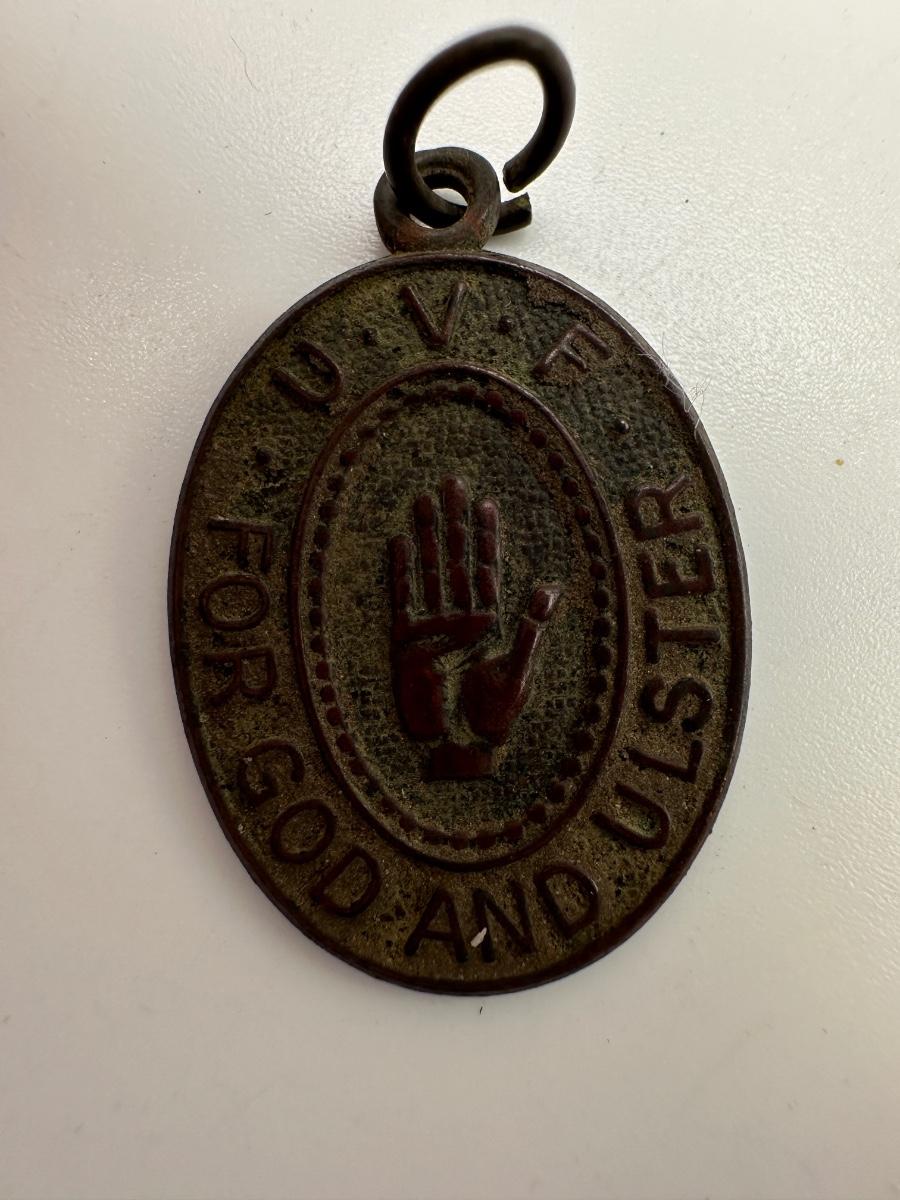 · U · V · F ·
FOR GOD AND ULSTER